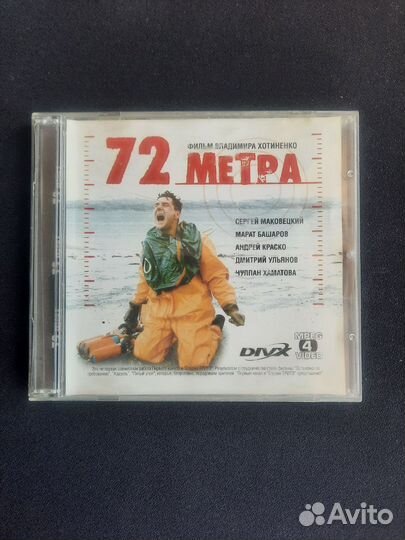 ФИЛЬМ ВЛАДИМИРА ХОТИНЕНКО
72 МЕТРА
СЕРГЕЙ МАКОВЕЦКИЙ
МАРАТ БАШАРОВ
АНДРЕЙ КРАСКО
ДМИТРИЙ УЛЬЯНОВ
ЧУЛПАН ХАМАТОВА
DIVX
MPEG
4
VIDEO
Avito